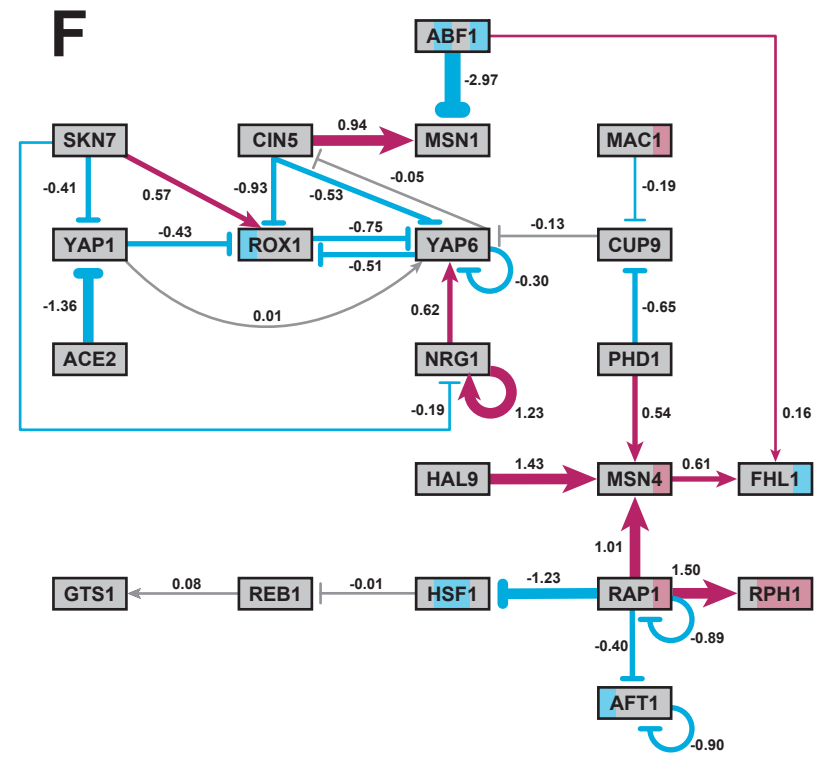 F
ABF1
-2.97
SKN7
CIN5
0.94
MSN1
MAC1
-0.41
0.57
-0.93
-0.53
-0.05
-0.19
YAP1
-0.43
ROX1
-0.75
-0.51
YAP6
-0.13
CUP9
-0.30
-1.36
0.01
0.62
-0.65
ACE2
NRG1
PHD1
-0.19
1.23
0.54
0.16
HAL9
1.43
MSN4
0.61
FHL1
1.01
GTS1
0.08
REB1
-0.01
HSF1
-1.23
RAP1
1.50
RPH1
-0.89
-0.40
AFT1
-0.90